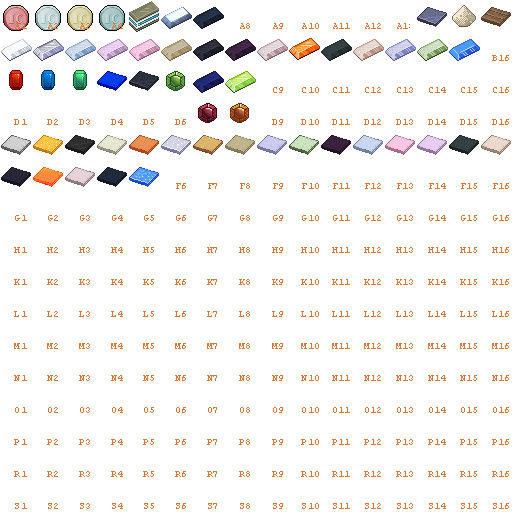 A8 A9 A10 A11 A12
B16
C9 C10 C11 C12 C13 C14 C15 C16
D1 D2 D3 D4 D5 D6 D9 D10 D11 D12 D13 D14 D15 D16
F6 F7 F8 F9 F10 F11 F12 F13 F14 F15 F16
G1 G2 G3 G4 G5 G6 G7 G8 G9 G10 G11 G12 G13 G14 G15 G16
H1 H2 H3 H4 H5 H6 H7 H8 H9 H10 H11 H12 H13 H14 H15 H16
K1 K2 K3 K4 K5 K6 K7 K8 K9 K10 K11 K12 K13 K14 K15 K16
L1 L2 L3 L4 L5 L6 L7 L8 L9 L10 L11 L12 L13 L14 L15 L16
M1 M2 M3 M4 M5 M6 M7 M8 M9 M10 M11 M12 M13 M14 M15 M16
N1 N2 N3 N4 N5 N6 N7 N8 N9 N10 N11 N12 N13 N14 N15 N16
O1 O2 O3 O4 O5 O6 O7 O8 O9 O10 O11 O12 O13 O14 O15 O16
P1 P2 P3 P4 P5 P6 P7 P8 P9 P10 P11 P12 P13 P14 P15 P16
R1 R2 R3 R4 R5 R6 R7 R8 R9 R10 R11 R12 R13 R14 R15 R16
S1 S2 S3 S4 S5 S6 S7 S8 S9 S10 S11 S12 S13 S14 S15 S16